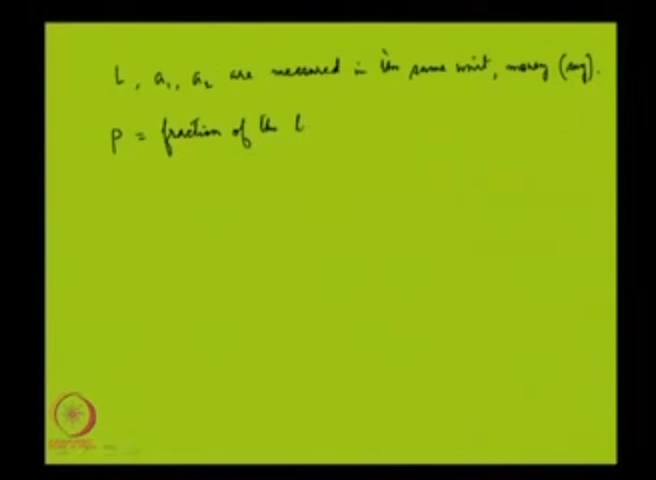 L, a₁, a₂ are measured in the same unit, money (say).
p = fraction of the l